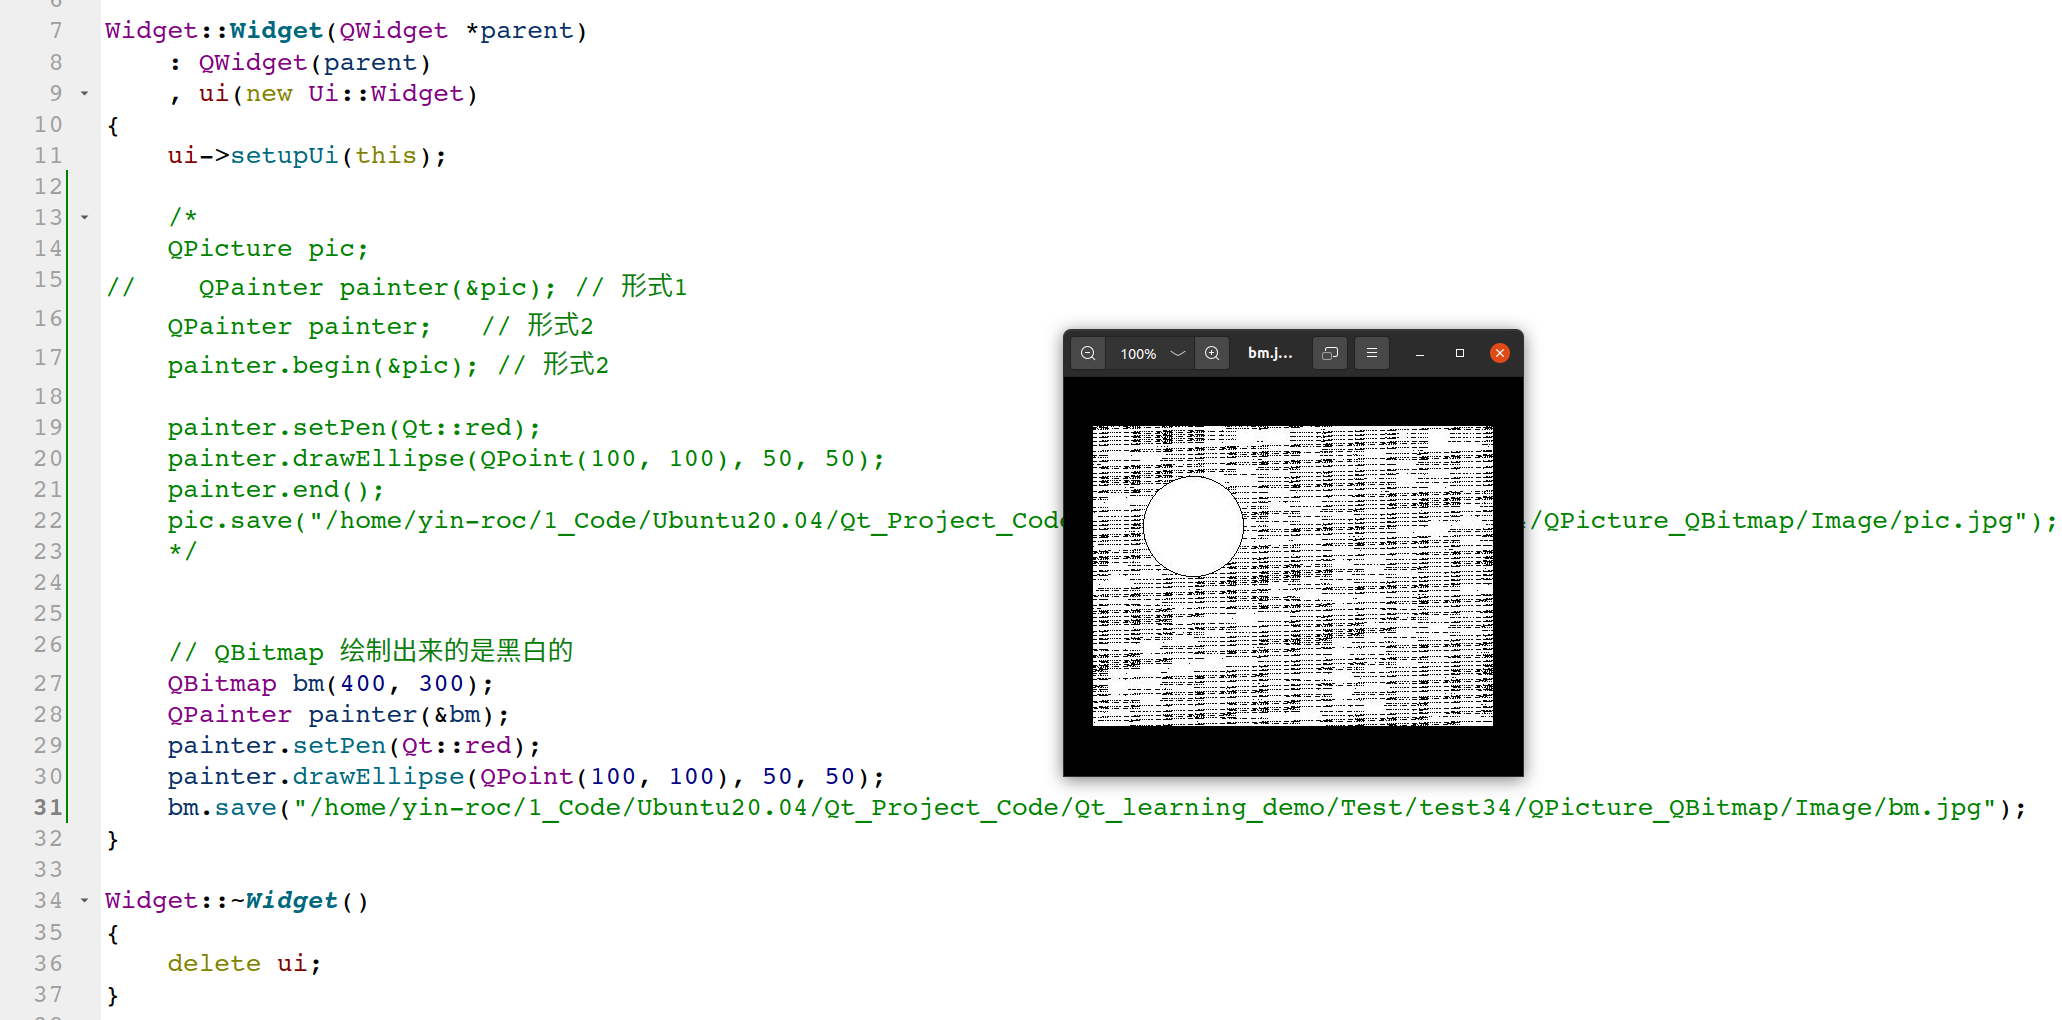 7 Widget::Widget(QWidget *parent)
8     : QWidget(parent)
9     , ui(new Ui::Widget)
10 {
11     ui->setupUi(this);
12
13     /*
14     QPicture pic;
15 //    QPainter painter(&pic); // 形式1
16     QPainter painter;   // 形式2
17     painter.begin(&pic); // 形式2
18
19     painter.setPen(Qt::red);
20     painter.drawEllipse(QPoint(100, 100), 50, 50);
21     painter.end();
22     pic.save("/home/yin-roc/1_Code/Ubuntu20.04/Qt_Project_Cod /QPicture_QBitmap/Image/pic.jpg");
23     */
24
25
26     // QBitmap 绘制出来的是黑白的
27     QBitmap bm(400, 300);
28     QPainter painter(&bm);
29     painter.setPen(Qt::red);
30     painter.drawEllipse(QPoint(100, 100), 50, 50);
31     bm.save("/home/yin-roc/1_Code/Ubuntu20.04/Qt_Project_Code/Qt_learning_demo/Test/test34/QPicture_QBitmap/Image/bm.jpg");
32 }
33
34 Widget::~Widget()
35 {
36     delete ui;
37 }
100% bm.j...